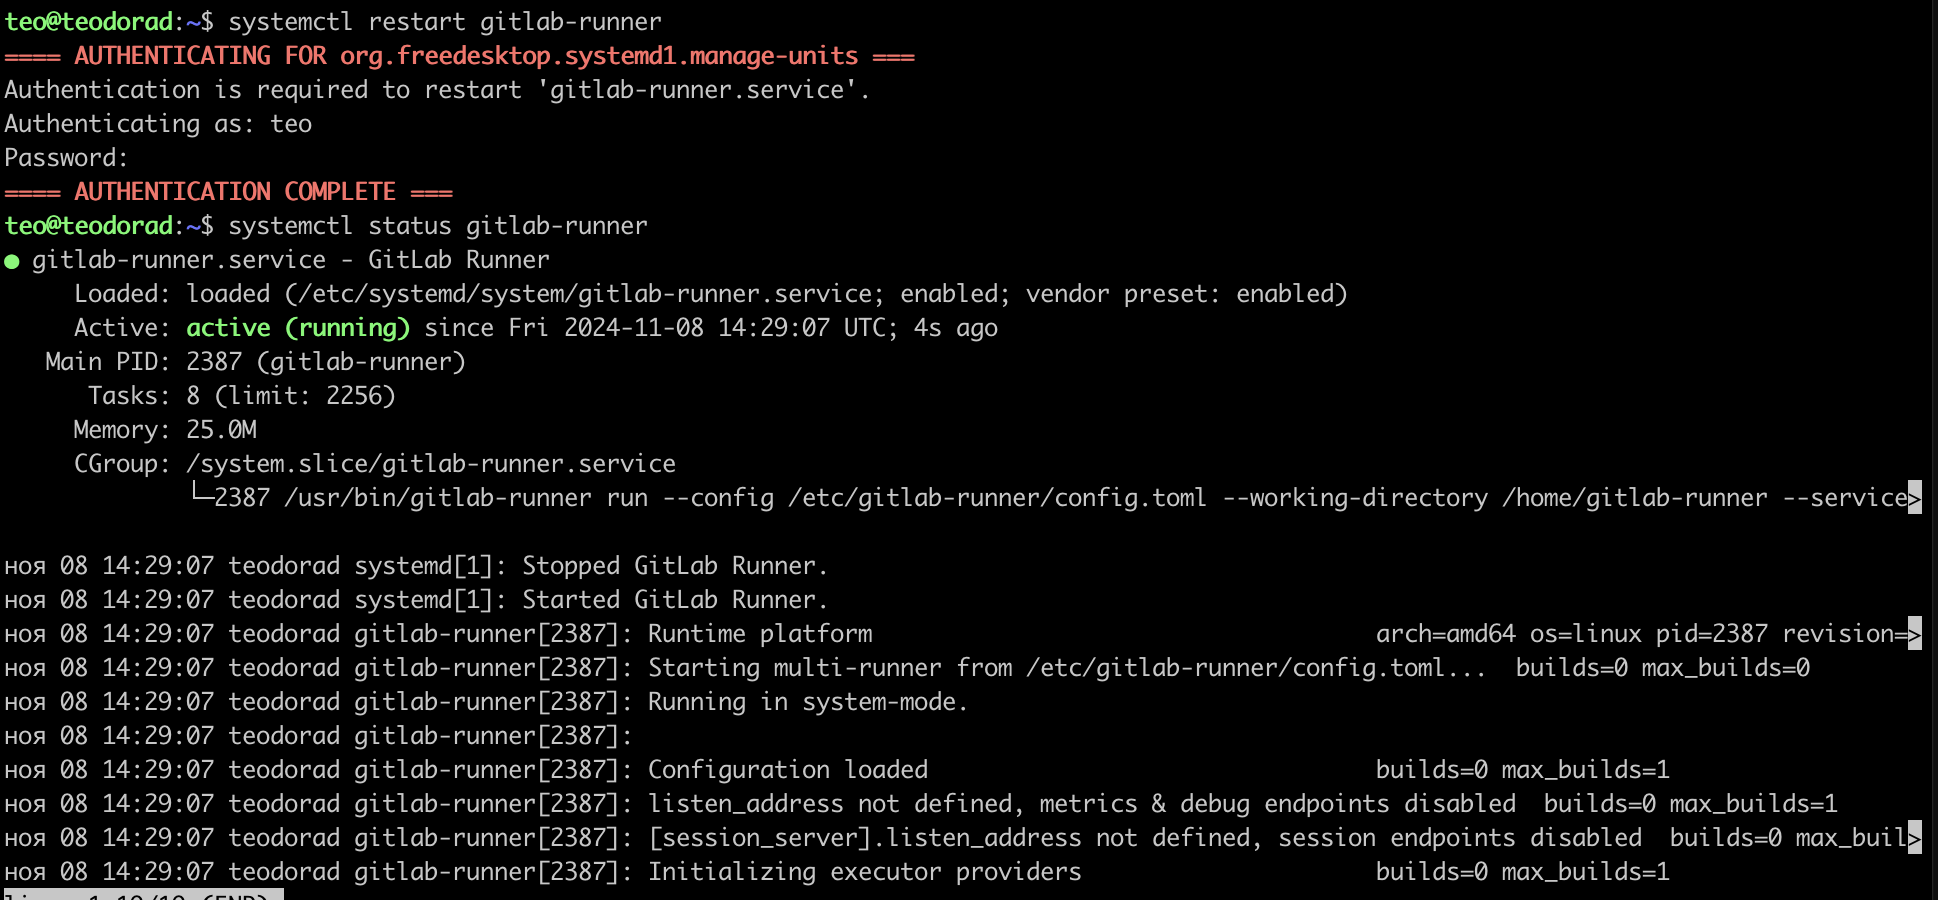 teo@teodorad:~$ systemctl restart gitlab-runner
==== AUTHENTICATING FOR org.freedesktop.systemd1.manage-units ===
Authentication is required to restart 'gitlab-runner.service'.
Authenticating as: teo
Password:
==== AUTHENTICATION COMPLETE ===
teo@teodorad:~$ systemctl status gitlab-runner
● gitlab-runner.service - GitLab Runner
Loaded: loaded (/etc/systemd/system/gitlab-runner.service; enabled; vendor preset: enabled)
Active: active (running) since Fri 2024-11-08 14:29:07 UTC; 4s ago
Main PID: 2387 (gitlab-runner)
Tasks: 8 (limit: 2256)
Memory: 25.0M
CGroup: /system.slice/gitlab-runner.service
└─2387 /usr/bin/gitlab-runner run --config /etc/gitlab-runner/config.toml --working-directory /home/gitlab-runner --service>
ноя 08 14:29:07 teodorad systemd[1]: Stopped GitLab Runner.
ноя 08 14:29:07 teodorad systemd[1]: Started GitLab Runner.
ноя 08 14:29:07 teodorad gitlab-runner[2387]: Runtime platform arch=amd64 os=linux pid=2387 revision=>
ноя 08 14:29:07 teodorad gitlab-runner[2387]: Starting multi-runner from /etc/gitlab-runner/config.toml... builds=0 max_builds=0
ноя 08 14:29:07 teodorad gitlab-runner[2387]: Running in system-mode.
ноя 08 14:29:07 teodorad gitlab-runner[2387]:
ноя 08 14:29:07 teodorad gitlab-runner[2387]: Configuration loaded builds=0 max_builds=1
ноя 08 14:29:07 teodorad gitlab-runner[2387]: listen_address not defined, metrics & debug endpoints disabled builds=0 max_builds=1
ноя 08 14:29:07 teodorad gitlab-runner[2387]: [session_server].listen_address not defined, session endpoints disabled builds=0 max_buil>
ноя 08 14:29:07 teodorad gitlab-runner[2387]: Initializing executor providers builds=0 max_builds=1